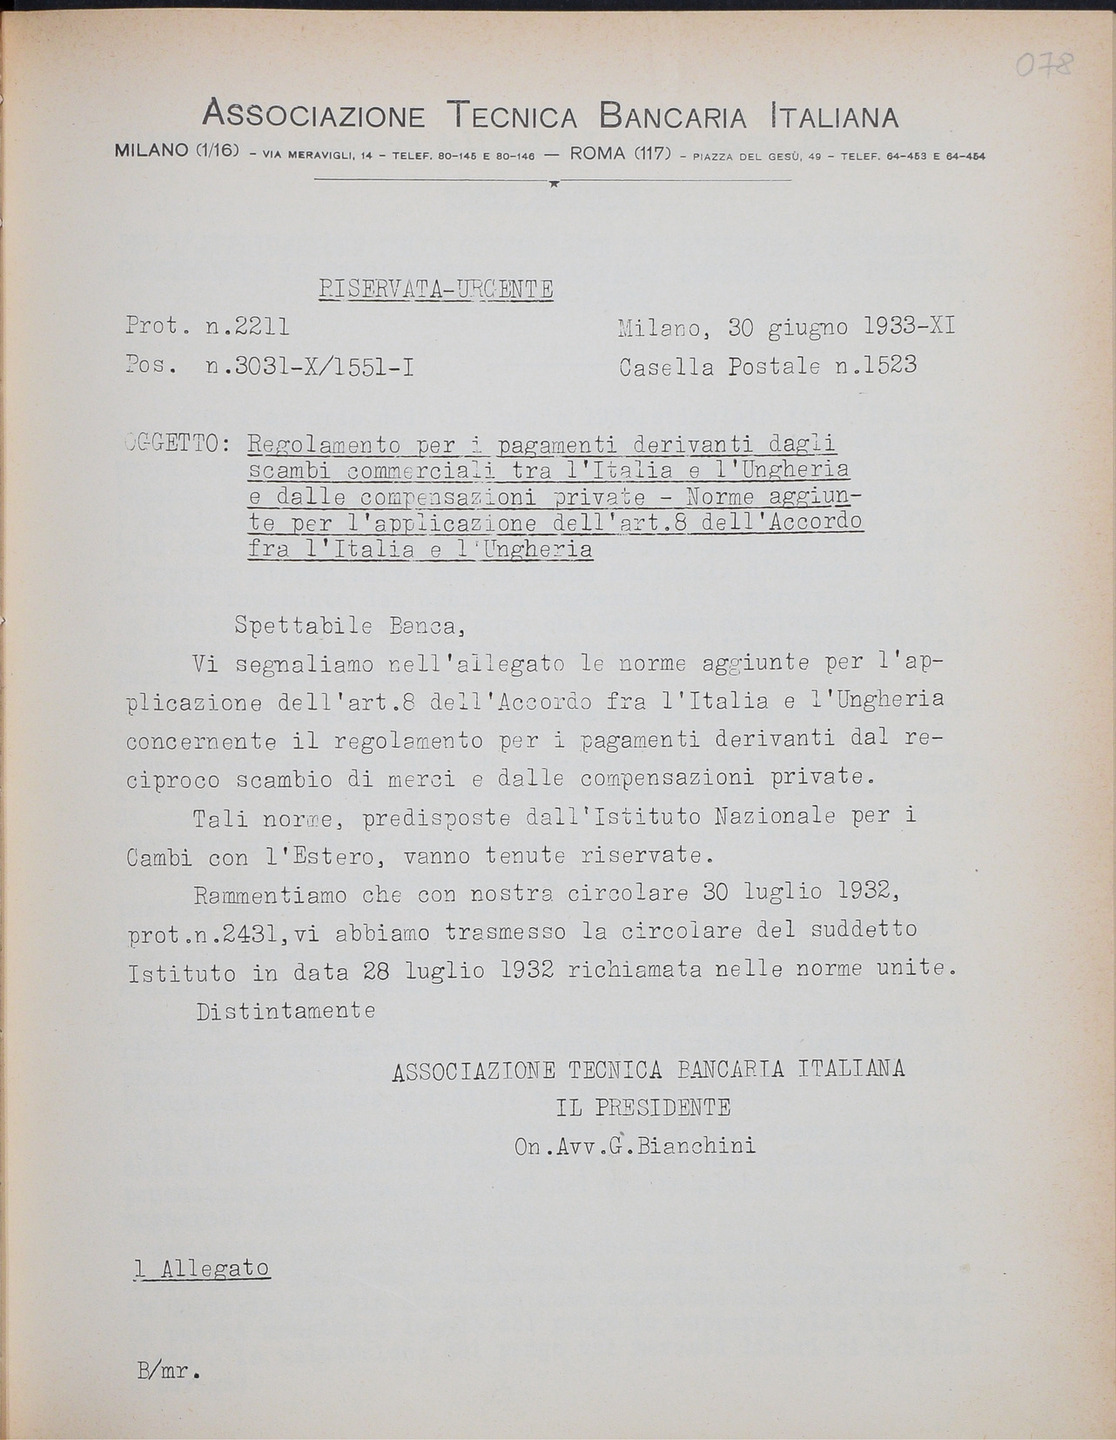 078
ASSOCIAZIONE TECNICA BANCARIA ITALIANA
MILANO (1/16) - VIA MERAVIGLI, 14 - TELEF. 80-145 E 80-146 — ROMA (117) - PIAZZA DEL GESÙ, 49 - TELEF. 64-453 E 64-454
RISERVATA-URGENTE
Prot. n.2211 Milano, 30 giugno 1933-XI
Pos. n.3031-X/1551-I Casella Postale n.1523
OGGETTO: Regolamento per i pagamenti derivanti dagli
scambi commerciali tra l'Italia e l'Ungheria
e dalle compensazioni private - Norme aggiun-
te per l'applicazione dell'art.8 dell'Accordo
fra l'Italia e l'Ungheria
Spettabile Banca,
Vi segnaliamo nell'allegato le norme aggiunte per l'ap-
plicazione dell'art.8 dell'Accordo fra l'Italia e l'Ungheria
concernente il regolamento per i pagamenti derivanti dal re-
ciproco scambio di merci e dalle compensazioni private.
Tali norme, predisposte dall'Istituto Nazionale per i
Cambi con l'Estero, vanno tenute riservate.
Rammentiamo che con nostra circolare 30 luglio 1932,
prot.n.2431,vi abbiamo trasmesso la circolare del suddetto
Istituto in data 28 luglio 1932 richiamata nelle norme unite.
Distintamente
ASSOCIAZIONE TECNICA BANCARIA ITALIANA
IL PRESIDENTE
On.Avv.G.Bianchini
1 Allegato
B/mr.